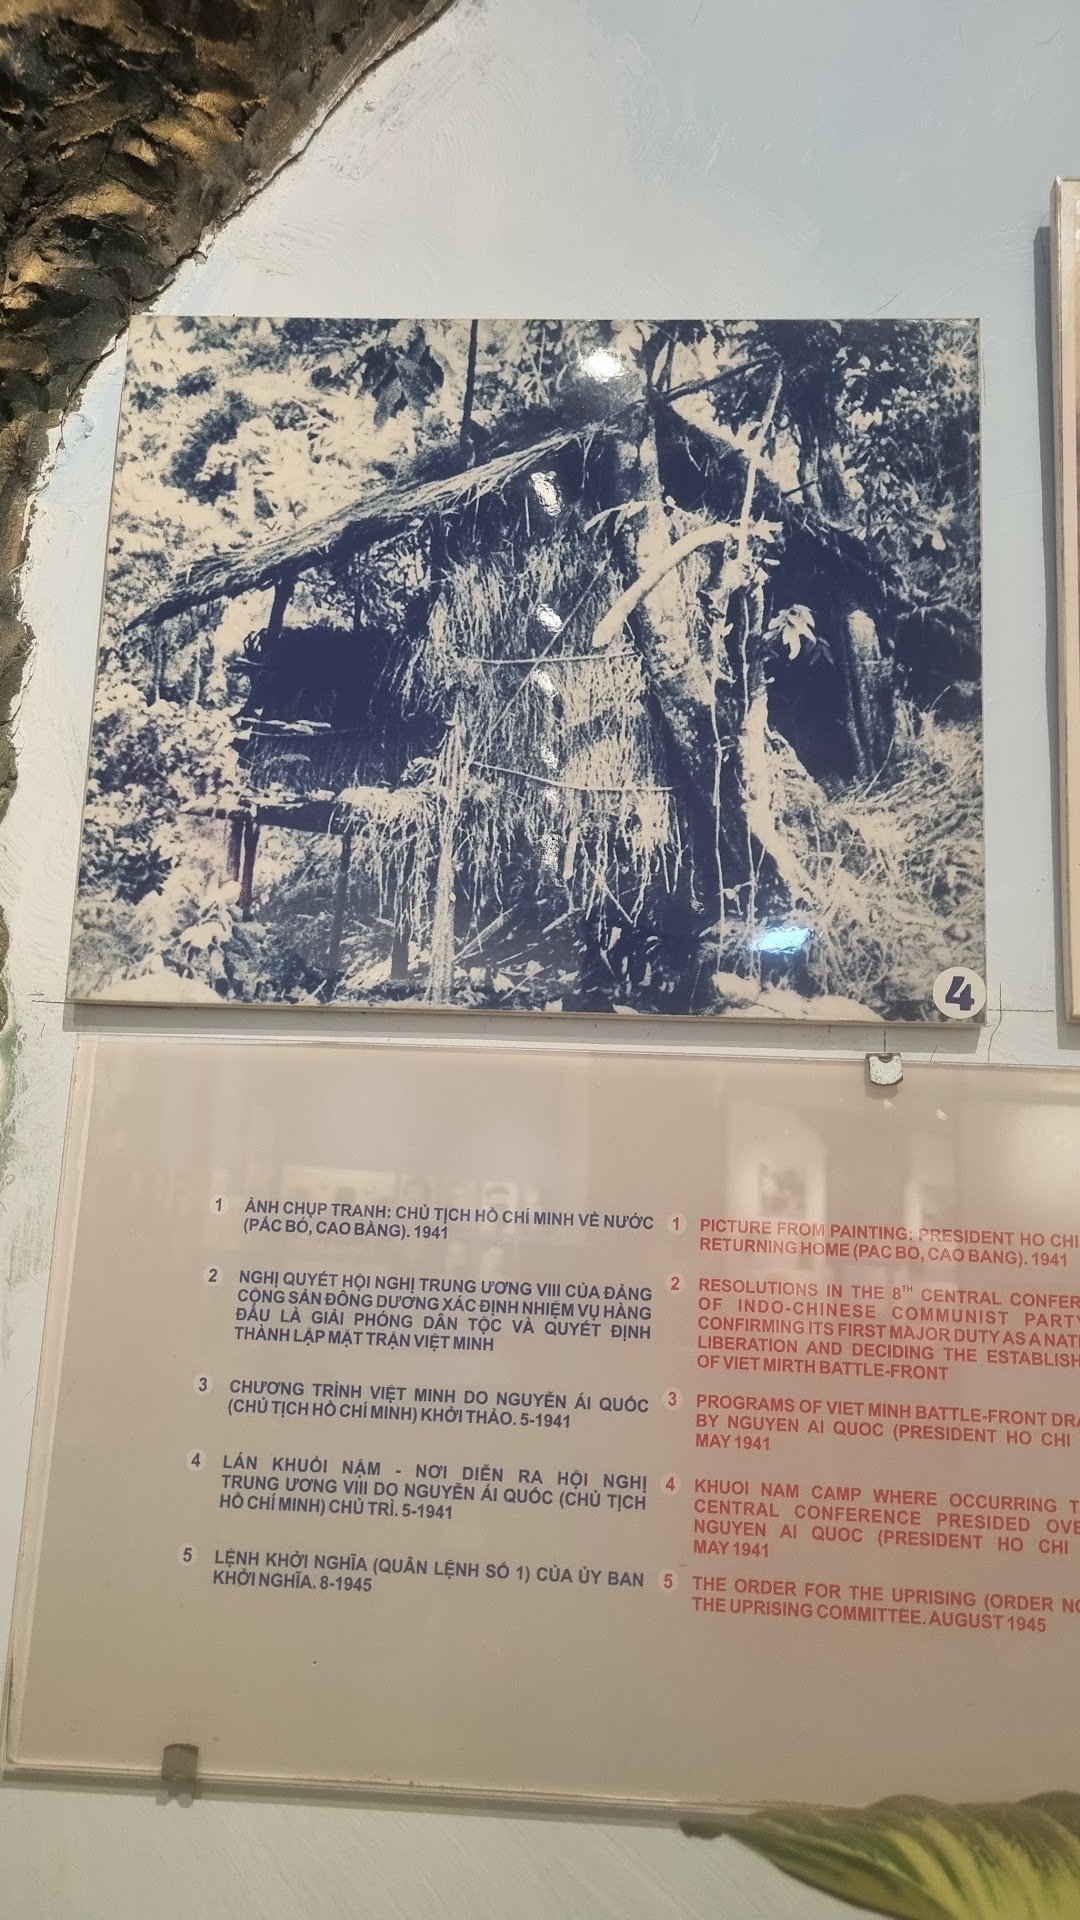 4
1 ẢNH CHỤP TRANH: CHỦ TỊCH HỒ CHÍ MINH VỀ NƯỚC
(PẮC BÓ, CAO BẰNG). 1941
2 NGHỊ QUYẾT HỘI NGHỊ TRUNG ƯƠNG VIII CỦA ĐẢNG
CỘNG SẢN ĐÔNG DƯƠNG XÁC ĐỊNH NHIỆM VỤ HÀNG
ĐẦU LÀ GIẢI PHÓNG DÂN TỘC VÀ QUYẾT ĐỊNH
THÀNH LẬP MẶT TRẬN VIỆT MINH
3 CHƯƠNG TRÌNH VIỆT MINH DO NGUYỄN ÁI QUỐC
(CHỦ TỊCH HỒ CHÍ MINH) KHỞI THẢO. 5-1941
4 LÁN KHUỔI NẬM - NƠI DIỄN RA HỘI NGHỊ
TRUNG ƯƠNG VIII DO NGUYỄN ÁI QUỐC (CHỦ TỊCH
HỒ CHÍ MINH) CHỦ TRÌ. 5-1941
5 LỆNH KHỞI NGHĨA (QUÂN LỆNH SỐ 1) CỦA ỦY BAN
KHỞI NGHĨA. 8-1945
1 PICTURE FROM PAINTING: PRESIDENT HO CHI
RETURNING HOME (PAC BO, CAO BANG). 1941
2 RESOLUTIONS IN THE 8TH CENTRAL CONFER
OF INDO-CHINESE COMMUNIST PARTY
CONFIRMING ITS FIRST MAJOR DUTY AS A NATI
LIBERATION AND DECIDING THE ESTABLISH
OF VIET MIRTH BATTLE-FRONT
3 PROGRAMS OF VIET MINH BATTLE-FRONT DRA
BY NGUYEN AI QUOC (PRESIDENT HO CHI
MAY 1941
4 KHUOI NAM CAMP WHERE OCCURRING T
CENTRAL CONFERENCE PRESIDED OVE
NGUYEN AI QUOC (PRESIDENT HO CHI
MAY 1941
5 THE ORDER FOR THE UPRISING (ORDER NO
THE UPRISING COMMITTEE. AUGUST 1945